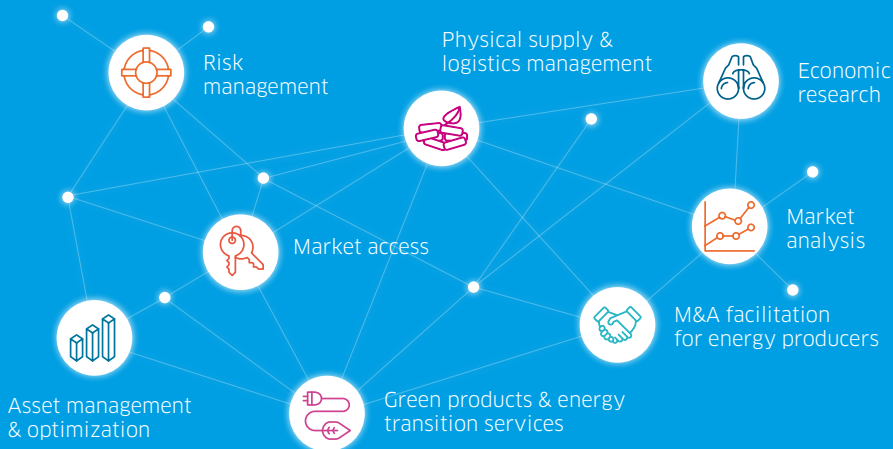 Physical supply &
logistics management
Risk
management
Economic
research
Market
analysis
Market access
M&A facilitation
for energy producers
Asset management
& optimization
Green products & energy
transition services